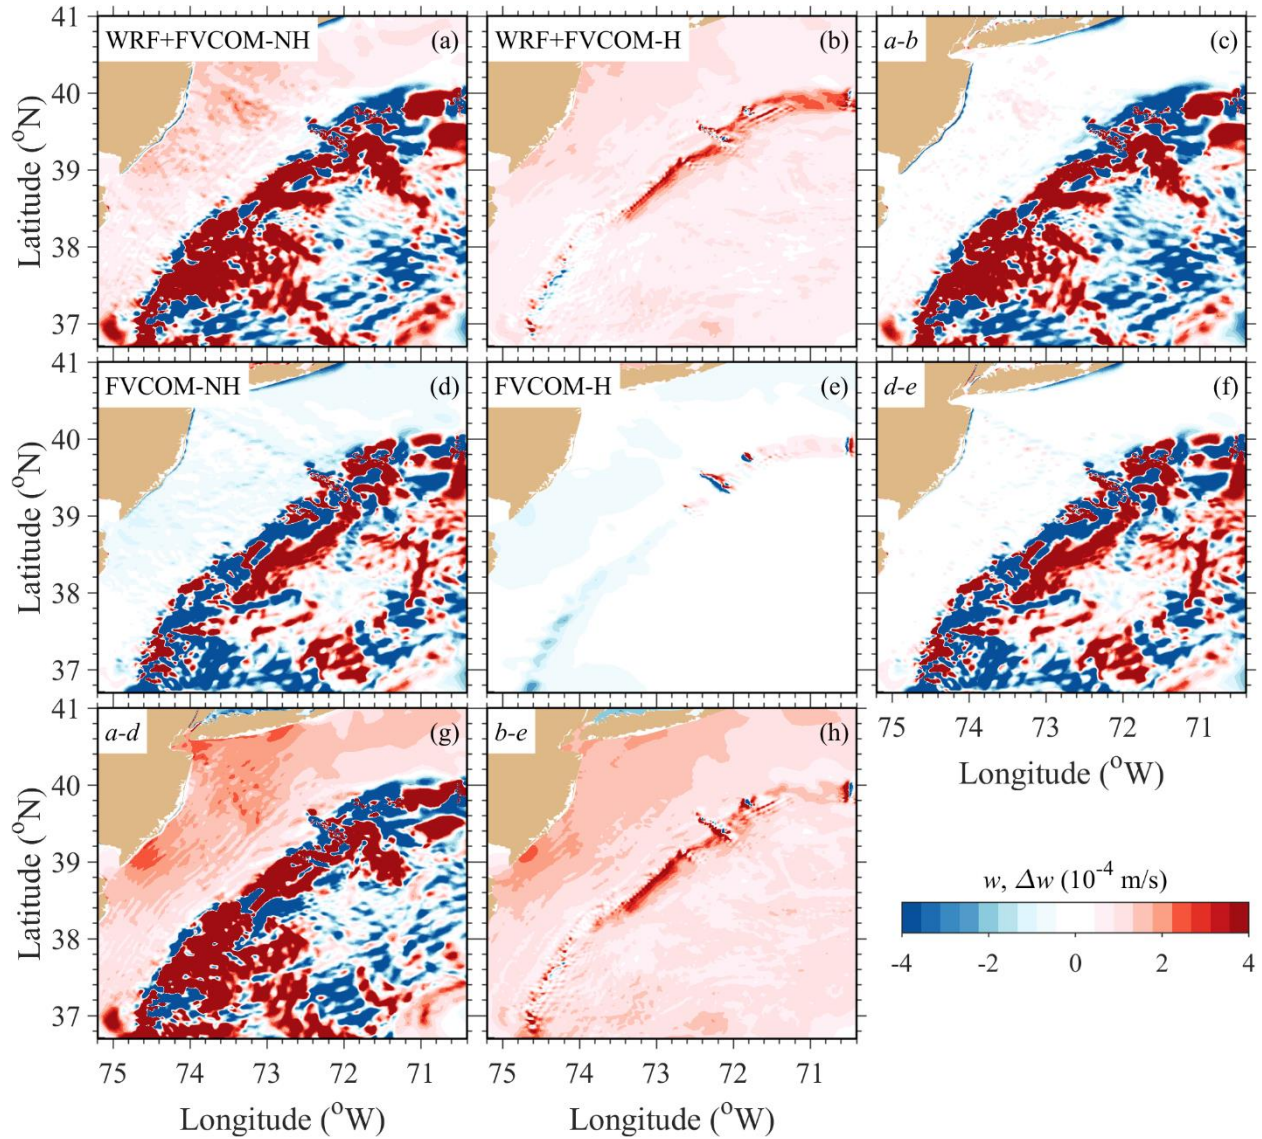 WRF+FVCOM-NH (a)
WRF+FVCOM-H (b)
a-b (c)
41
40
39
38
37
Latitude (°N)
FVCOM-NH (d)
FVCOM-H (e)
d-e (f)
41
40
39
38
37
Latitude (°N)
75 74 73 72 71
Longitude (°W)
a-d (g)
b-e (h)
41
40
39
38
37
Latitude (°N)
75 74 73 72 71
Longitude (°W)
75 74 73 72 71
Longitude (°W)
w, Δw (10⁻⁴ m/s)
-4 -2 0 2 4